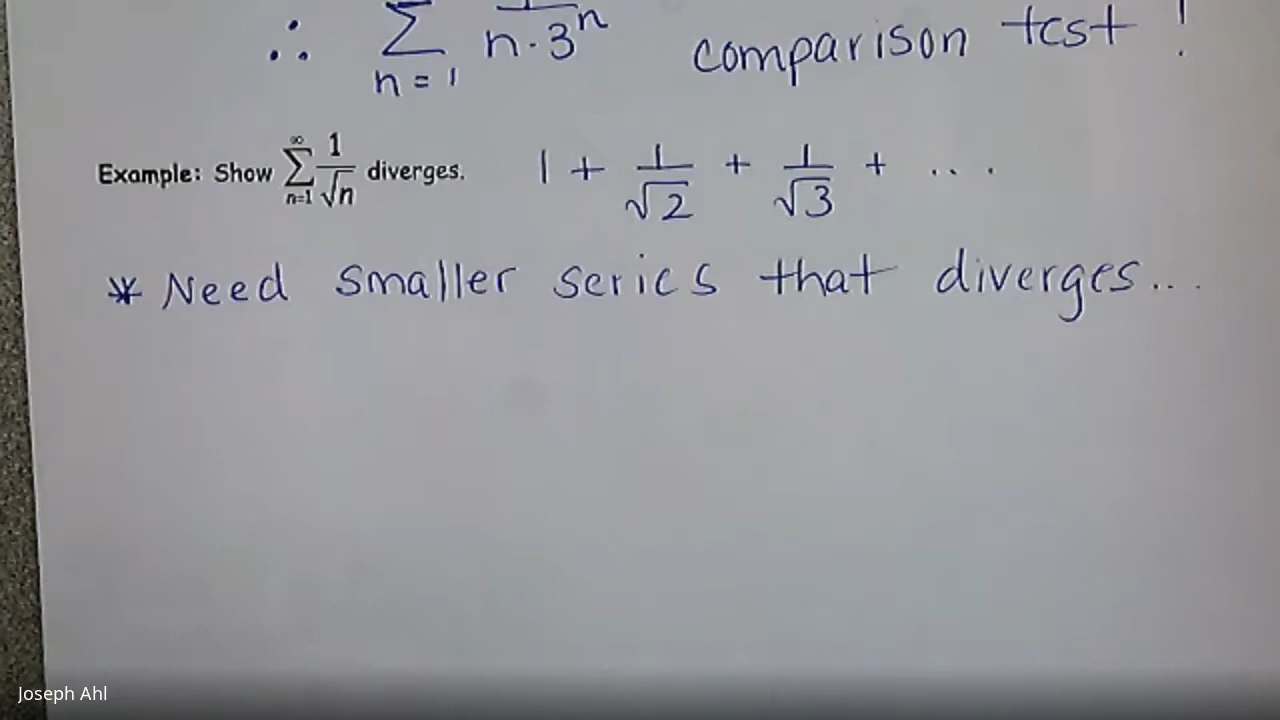 ∴ Σ n=1 1/(n·3ⁿ) comparison test !
Example: Show ∞ Σ n=1 1/√n diverges. 1 + 1/√2 + 1/√3 + ...
* Need smaller series that diverges...
Joseph Ahl